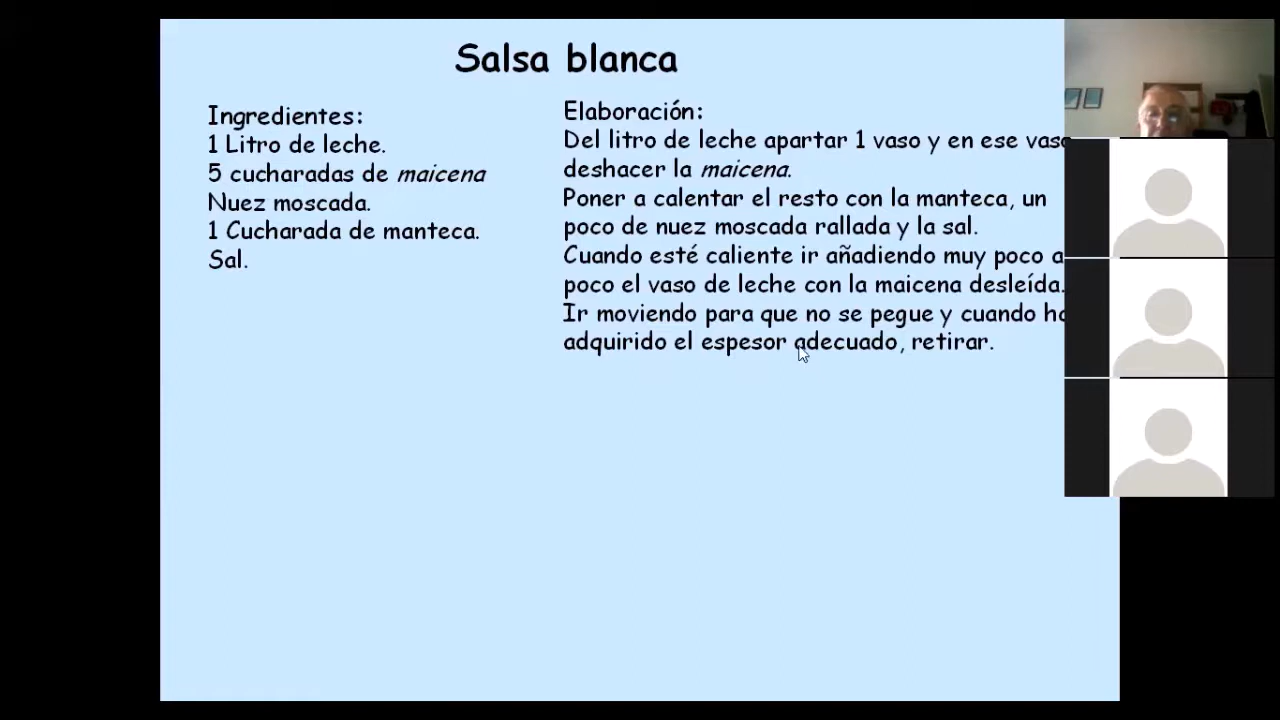 Salsa blanca
Ingredientes:
1 Litro de leche.
5 cucharadas de maicena
Nuez moscada.
1 Cucharada de manteca.
Sal.
Elaboración:
Del litro de leche apartar 1 vaso y en ese vaso
deshacer la maicena.
Poner a calentar el resto con la manteca, un
poco de nuez moscada rallada y la sal.
Cuando esté caliente ir añadiendo muy poco a
poco el vaso de leche con la maicena desleída.
Ir moviendo para que no se pegue y cuando ha
adquirido el espesor adecuado, retirar.